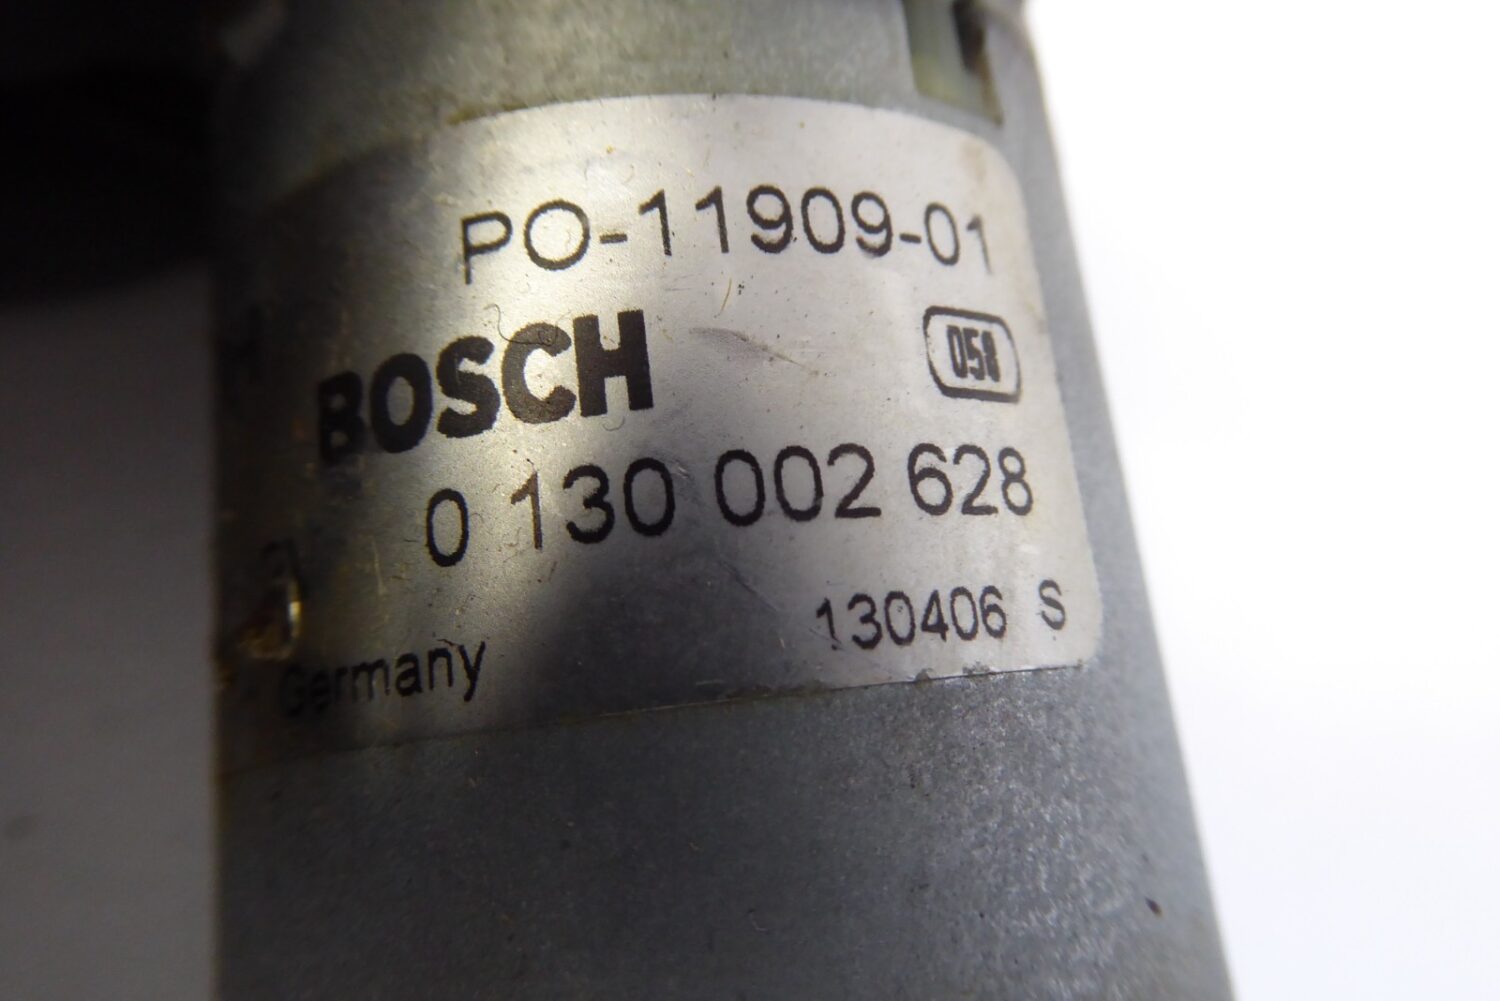 PO-11909-01
BOSCH
058
0 130 002 628
130406 S
Germany